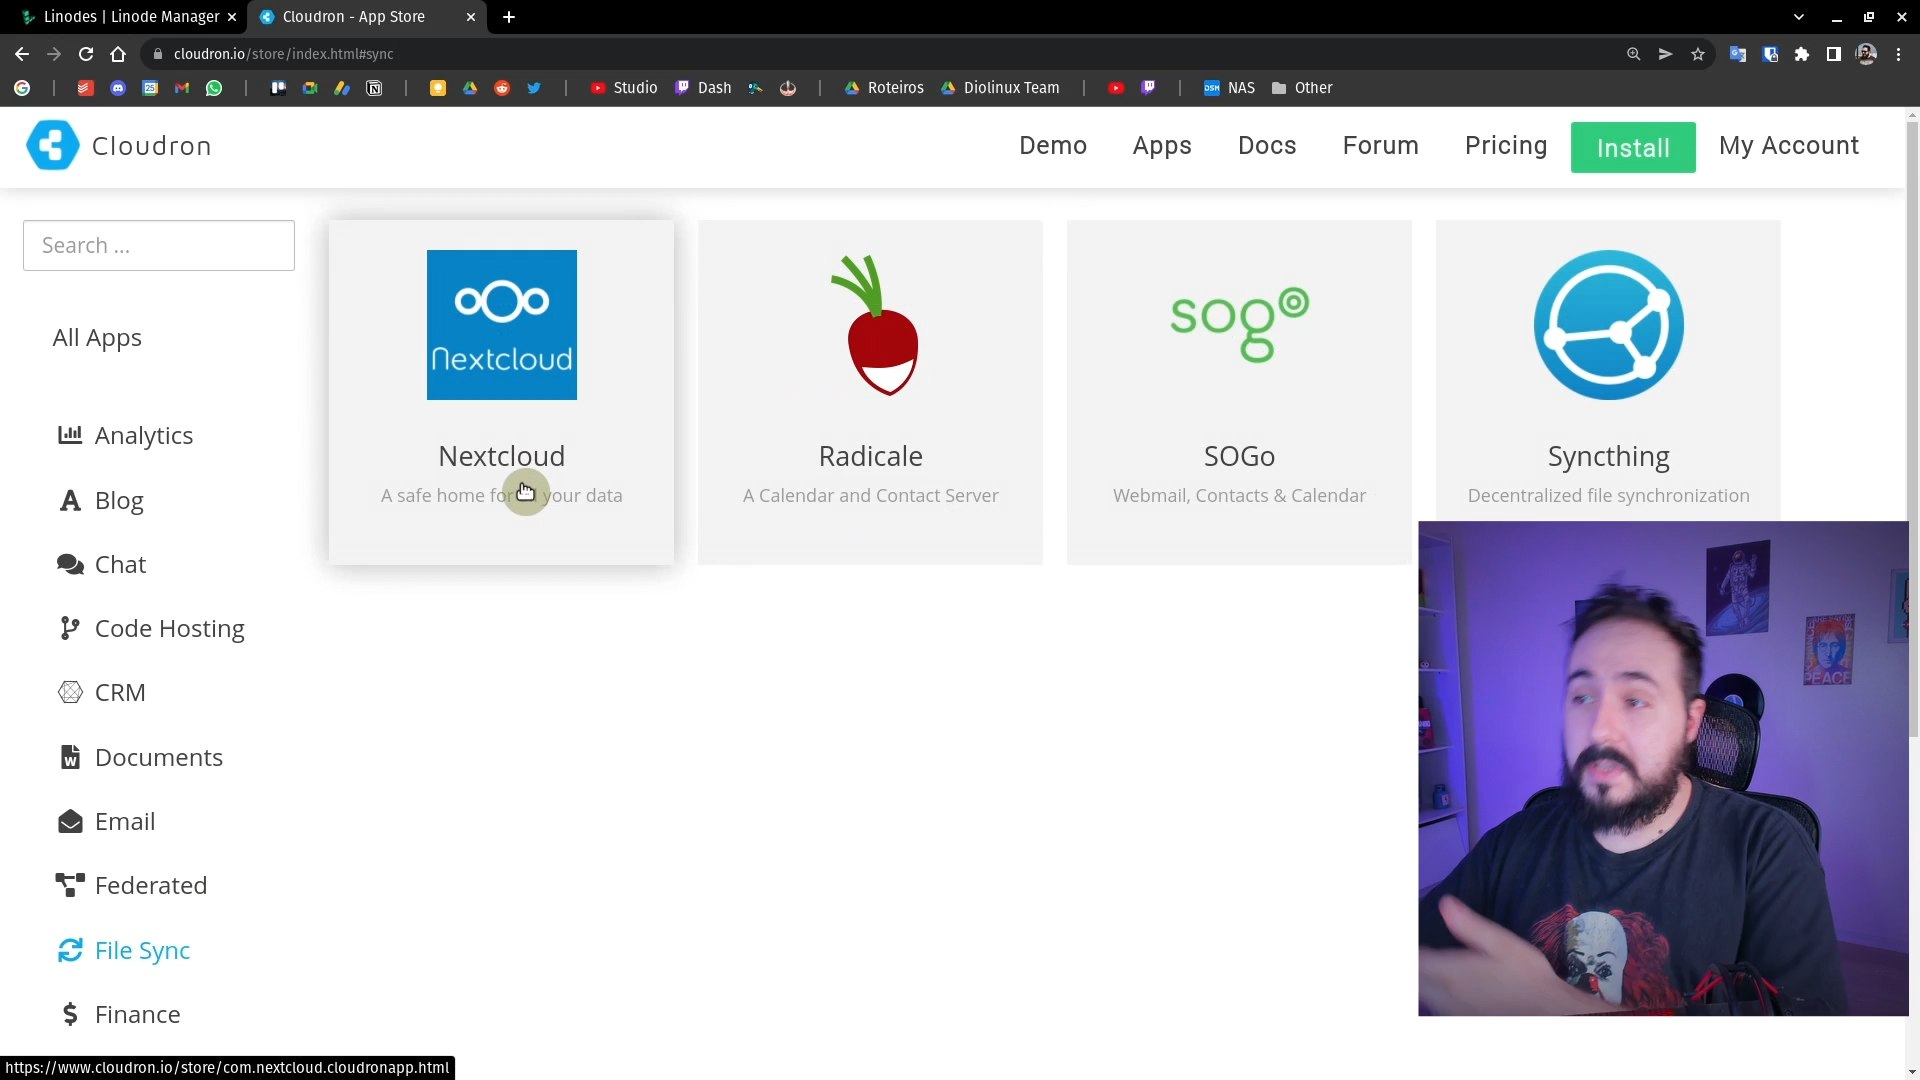 Linodes | Linode Manager
Cloudron - App Store
cloudron.io/store/index.html#sync
Studio
Dash
Roteiros
Diolinux Team
NAS
Other
Cloudron
Demo
Apps
Docs
Forum
Pricing
Install
My Account
Search ...
All Apps
Analytics
Blog
Chat
Code Hosting
CRM
Documents
Email
Federated
File Sync
Finance
Nextcloud
Nextcloud
A safe home for your data
Radicale
A Calendar and Contact Server
sogo
SOGo
Webmail, Contacts & Calendar
Syncthing
Decentralized file synchronization
PEACE
https://www.cloudron.io/store/com.nextcloud.cloudronapp.html